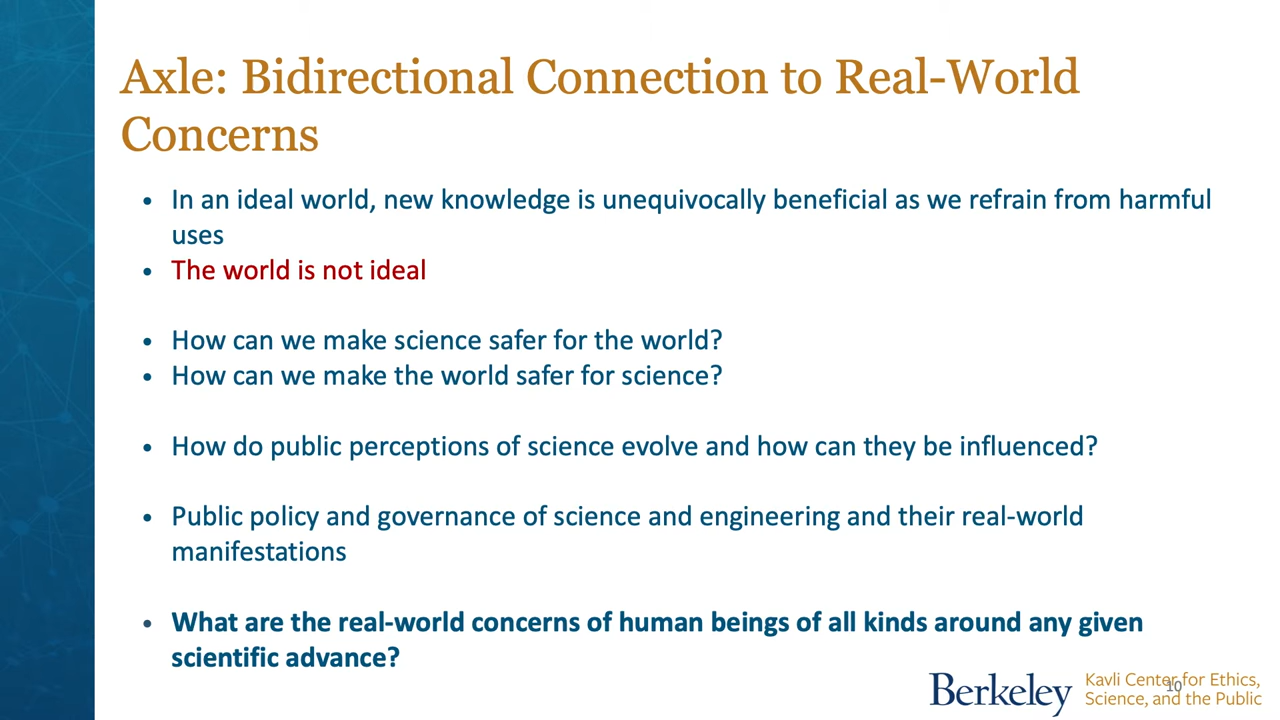 Axle: Bidirectional Connection to Real-World
Concerns
• In an ideal world, new knowledge is unequivocally beneficial as we refrain from harmful
uses
• The world is not ideal
• How can we make science safer for the world?
• How can we make the world safer for science?
• How do public perceptions of science evolve and how can they be influenced?
• Public policy and governance of science and engineering and their real-world
manifestations
• What are the real-world concerns of human beings of all kinds around any given
scientific advance?
Berkeley
Kavli Center for Ethics,
Science, and the Public
10